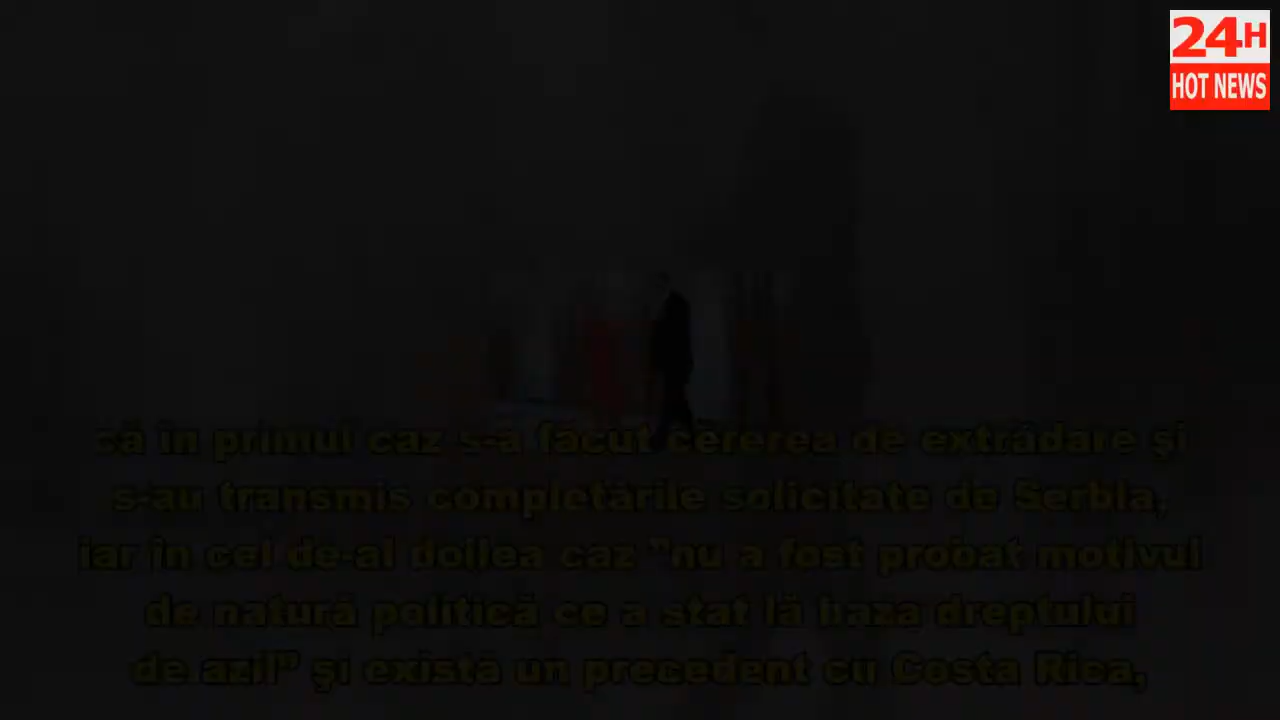 24H
HOT NEWS
că în primul caz s-a făcut cererea de extrădare și
s-au transmis completările solicitate de Serbia,
iar în cel de-al doilea caz "nu a fost probat motivul
de natură politică ce a stat la baza dreptului
de azil" și există un precedent cu Costa Rica,